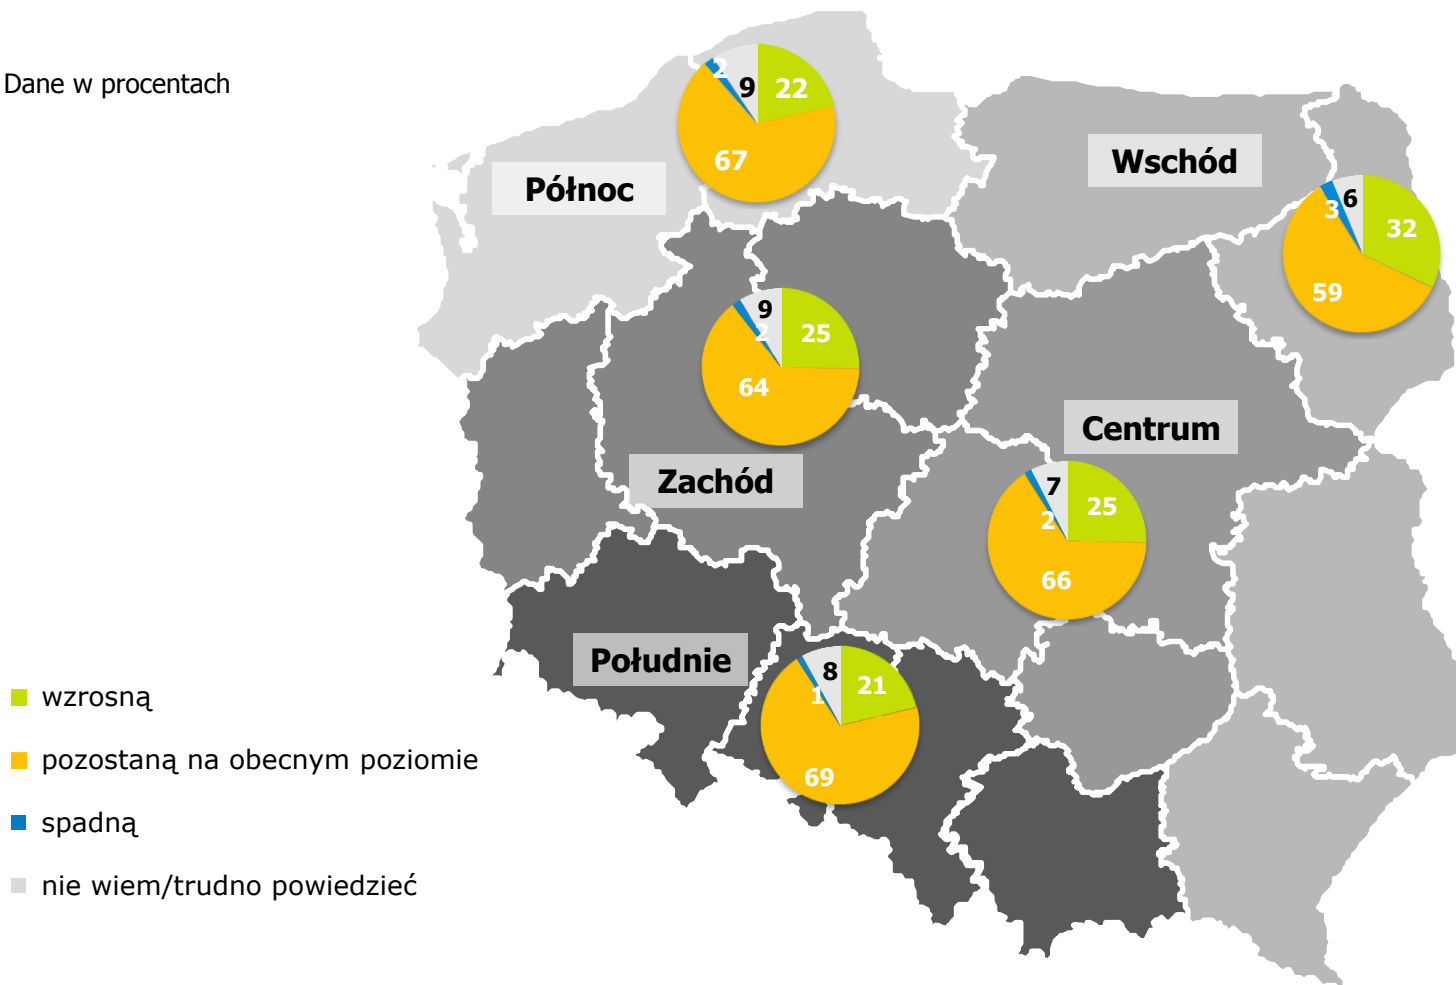 Dane w procentach
2
9
22
67
Północ
Wschód
3
6
32
59
9
2
25
64
Zachód
Centrum
7
2
25
66
Południe
8
1
21
69
wzrosną
pozostaną na obecnym poziomie
spadną
nie wiem/trudno powiedzieć